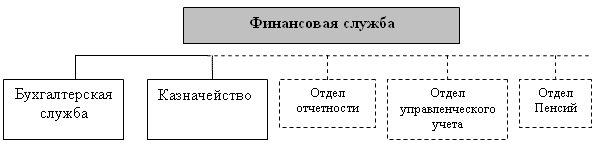 Финансовая служба
Бухгалтерская
служба
Казначейство
Отдел
отчетности
Отдел
управленческого
учета
Отдел
Пенсий